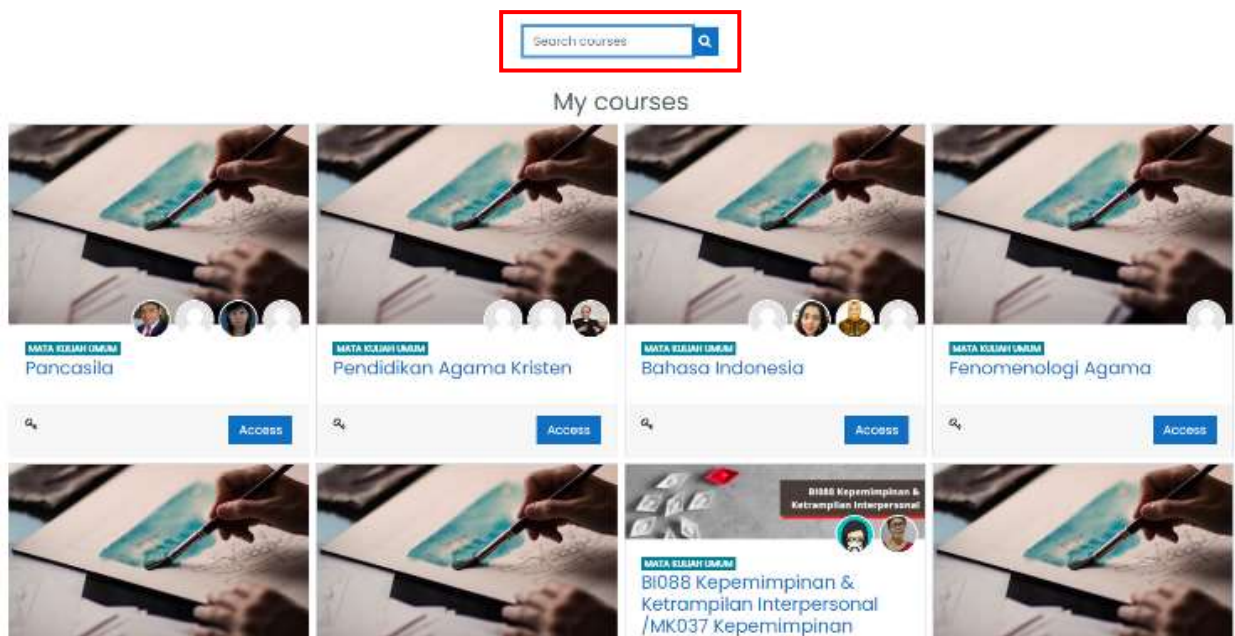 Search courses
My courses
MATA KULIAH UMUM
Pancasila
Access
MATA KULIAH UMUM
Pendidikan Agama Kristen
Access
MATA KULIAH UMUM
Bahasa Indonesia
Access
MATA KULIAH UMUM
Fenomenologi Agama
Access
BI088 Kepemimpinan &
Ketrampilan Interpersonal
MATA KULIAH UMUM
BI088 Kepemimpinan &
Ketrampilan Interpersonal
/MK037 Kepemimpinan